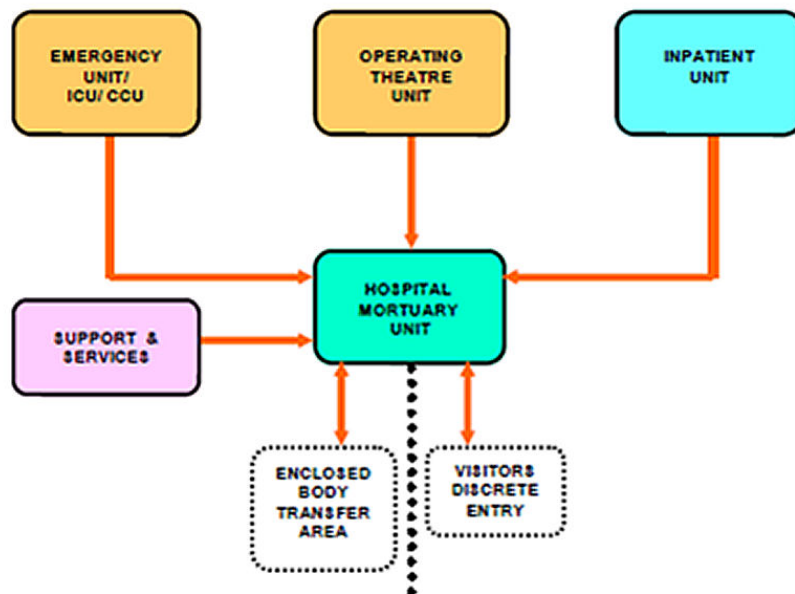 EMERGENCY
UNIT/
ICU/ CCU
OPERATING
THEATRE
UNIT
INPATIENT
UNIT
HOSPITAL
MORTUARY
UNIT
SUPPORT &
SERVICES
ENCLOSED
BODY
TRANSFER
AREA
VISITORS
DISCRETE
ENTRY